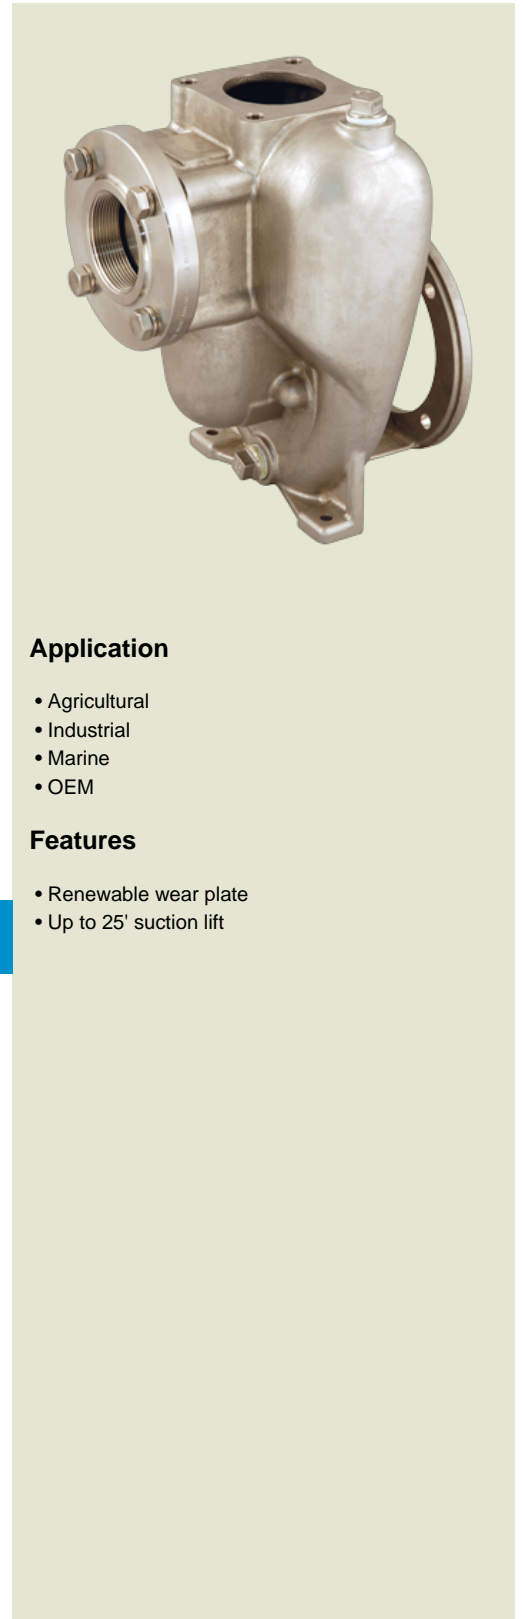 Application
• Agricultural
• Industrial
• Marine
• OEM
Features
• Renewable wear plate
• Up to 25' suction lift